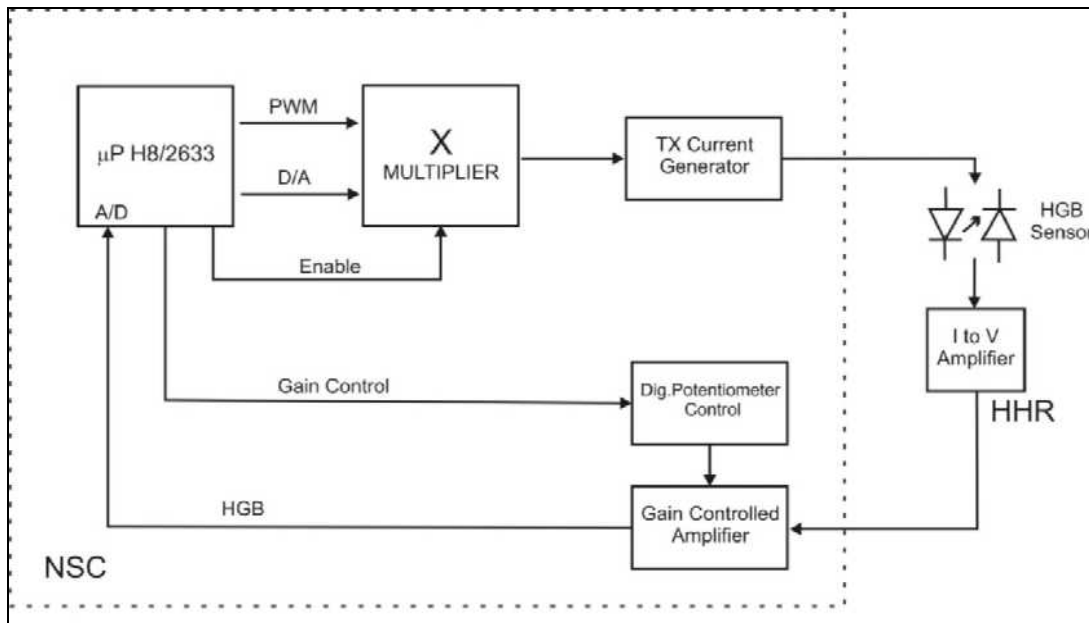 PWM
µP H8/2633
D/A
A/D
X
MULTIPLIER
TX Current
Generator
HGB
Sensor
Enable
I to V
Amplifier
HHR
Gain Control
Dig.Potentiometer
Control
HGB
Gain Controlled
Amplifier
NSC